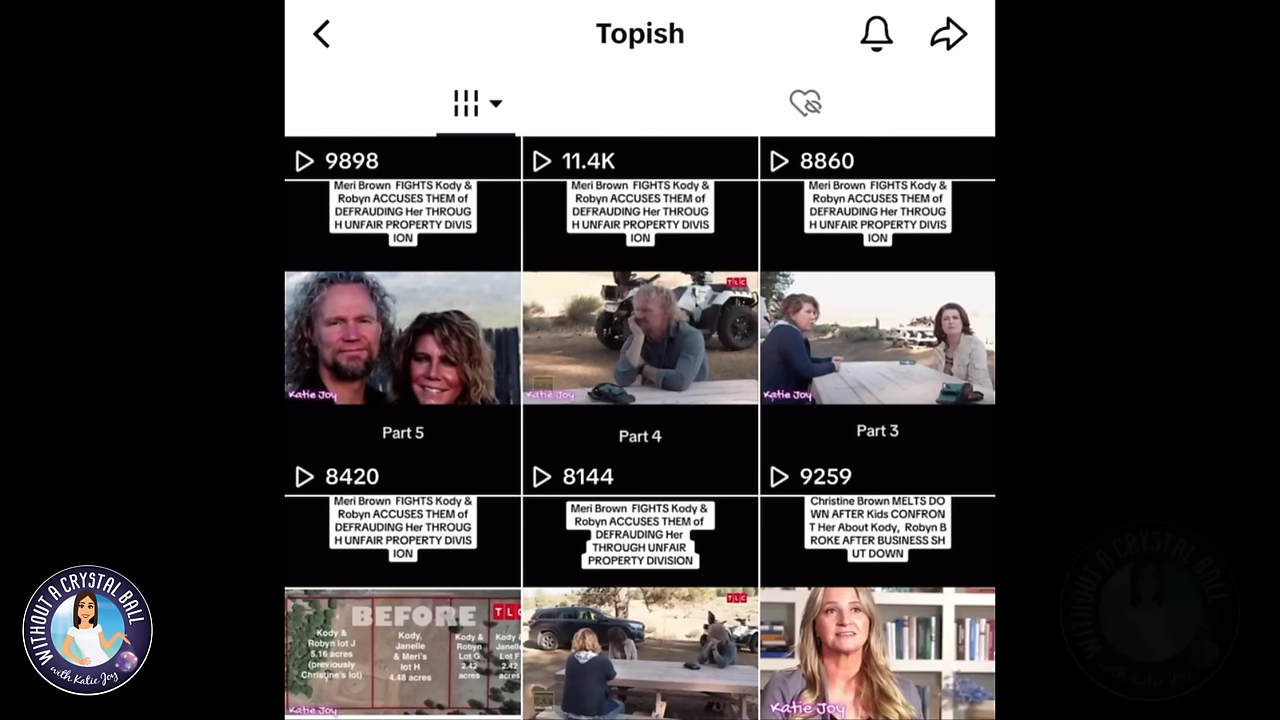 Topish
9898
11.4K
8860
Meri Brown FIGHTS Kody &
Robyn ACCUSES THEM of
DEFRAUDING Her THROUG
H UNFAIR PROPERTY DIVIS
ION
Meri Brown FIGHTS Kody &
Robyn ACCUSES THEM of
DEFRAUDING Her THROUG
H UNFAIR PROPERTY DIVIS
ION
Meri Brown FIGHTS Kody &
Robyn ACCUSES THEM of
DEFRAUDING Her THROUG
H UNFAIR PROPERTY DIVIS
ION
TLC
Katie Joy
Katie Joy
Katie Joy
Part 5
Part 4
Part 3
8420
8144
9259
Meri Brown FIGHTS Kody &
Robyn ACCUSES THEM of
DEFRAUDING Her THROUG
H UNFAIR PROPERTY DIVIS
ION
Meri Brown FIGHTS Kody &
Robyn ACCUSES THEM of
DEFRAUDING Her
THROUGH UNFAIR
PROPERTY DIVISION
Christine Brown MELTS DO
WN AFTER Kids CONFRON
T Her About Kody, Robyn B
ROKE AFTER BUSINESS SH
UT DOWN
BEFORE
TLC
Kody &
Robyn lot J
5.16 acres
(previously
Christine's lot)
Kody,
Janelle
& Meri's
lot H
4.48 acres
Kody &
Robyn
Lot G
2.42
acres
Kody
Janelle
Lot F
2.42
acres
Katie Joy
TLC
Katie Joy
WITHOUT A CRYSTAL BALL
with Katie Joy